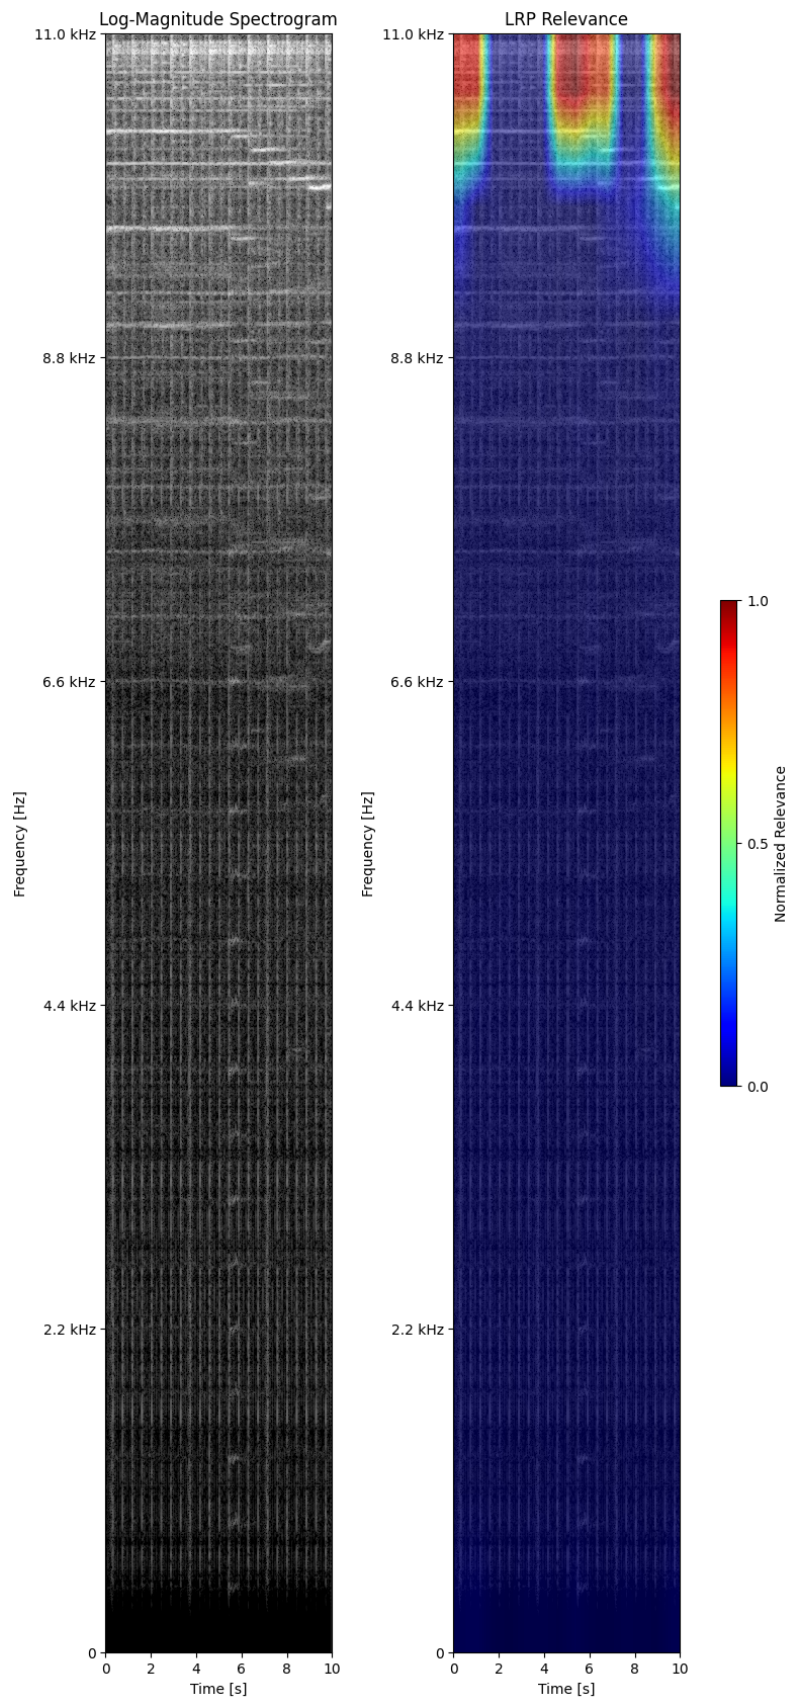 Log-Magnitude Spectrogram
LRP Relevance
11.0 kHz
8.8 kHz
6.6 kHz
4.4 kHz
2.2 kHz
0
Frequency [Hz]
0 2 4 6 8 10
Time [s]
11.0 kHz
8.8 kHz
6.6 kHz
4.4 kHz
2.2 kHz
0
Frequency [Hz]
0 2 4 6 8 10
Time [s]
1.0
0.5
0.0
Normalized Relevance